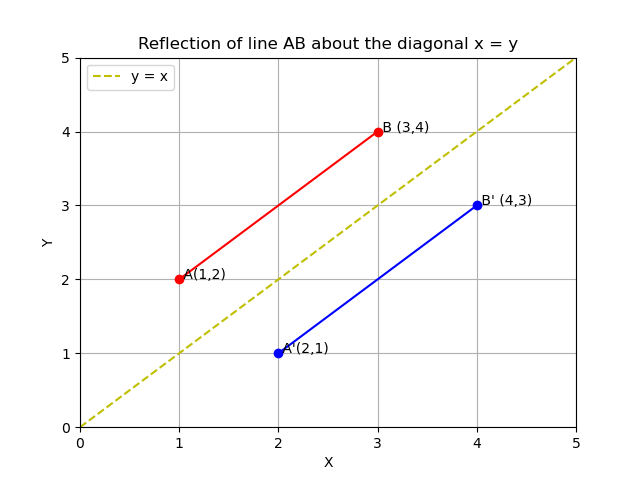 Reflection of line AB about the diagonal x = y
y = x
5
4
3
2
1
0
Y
B (3,4)
B' (4,3)
A(1,2)
A'(2,1)
0 1 2 3 4 5
X